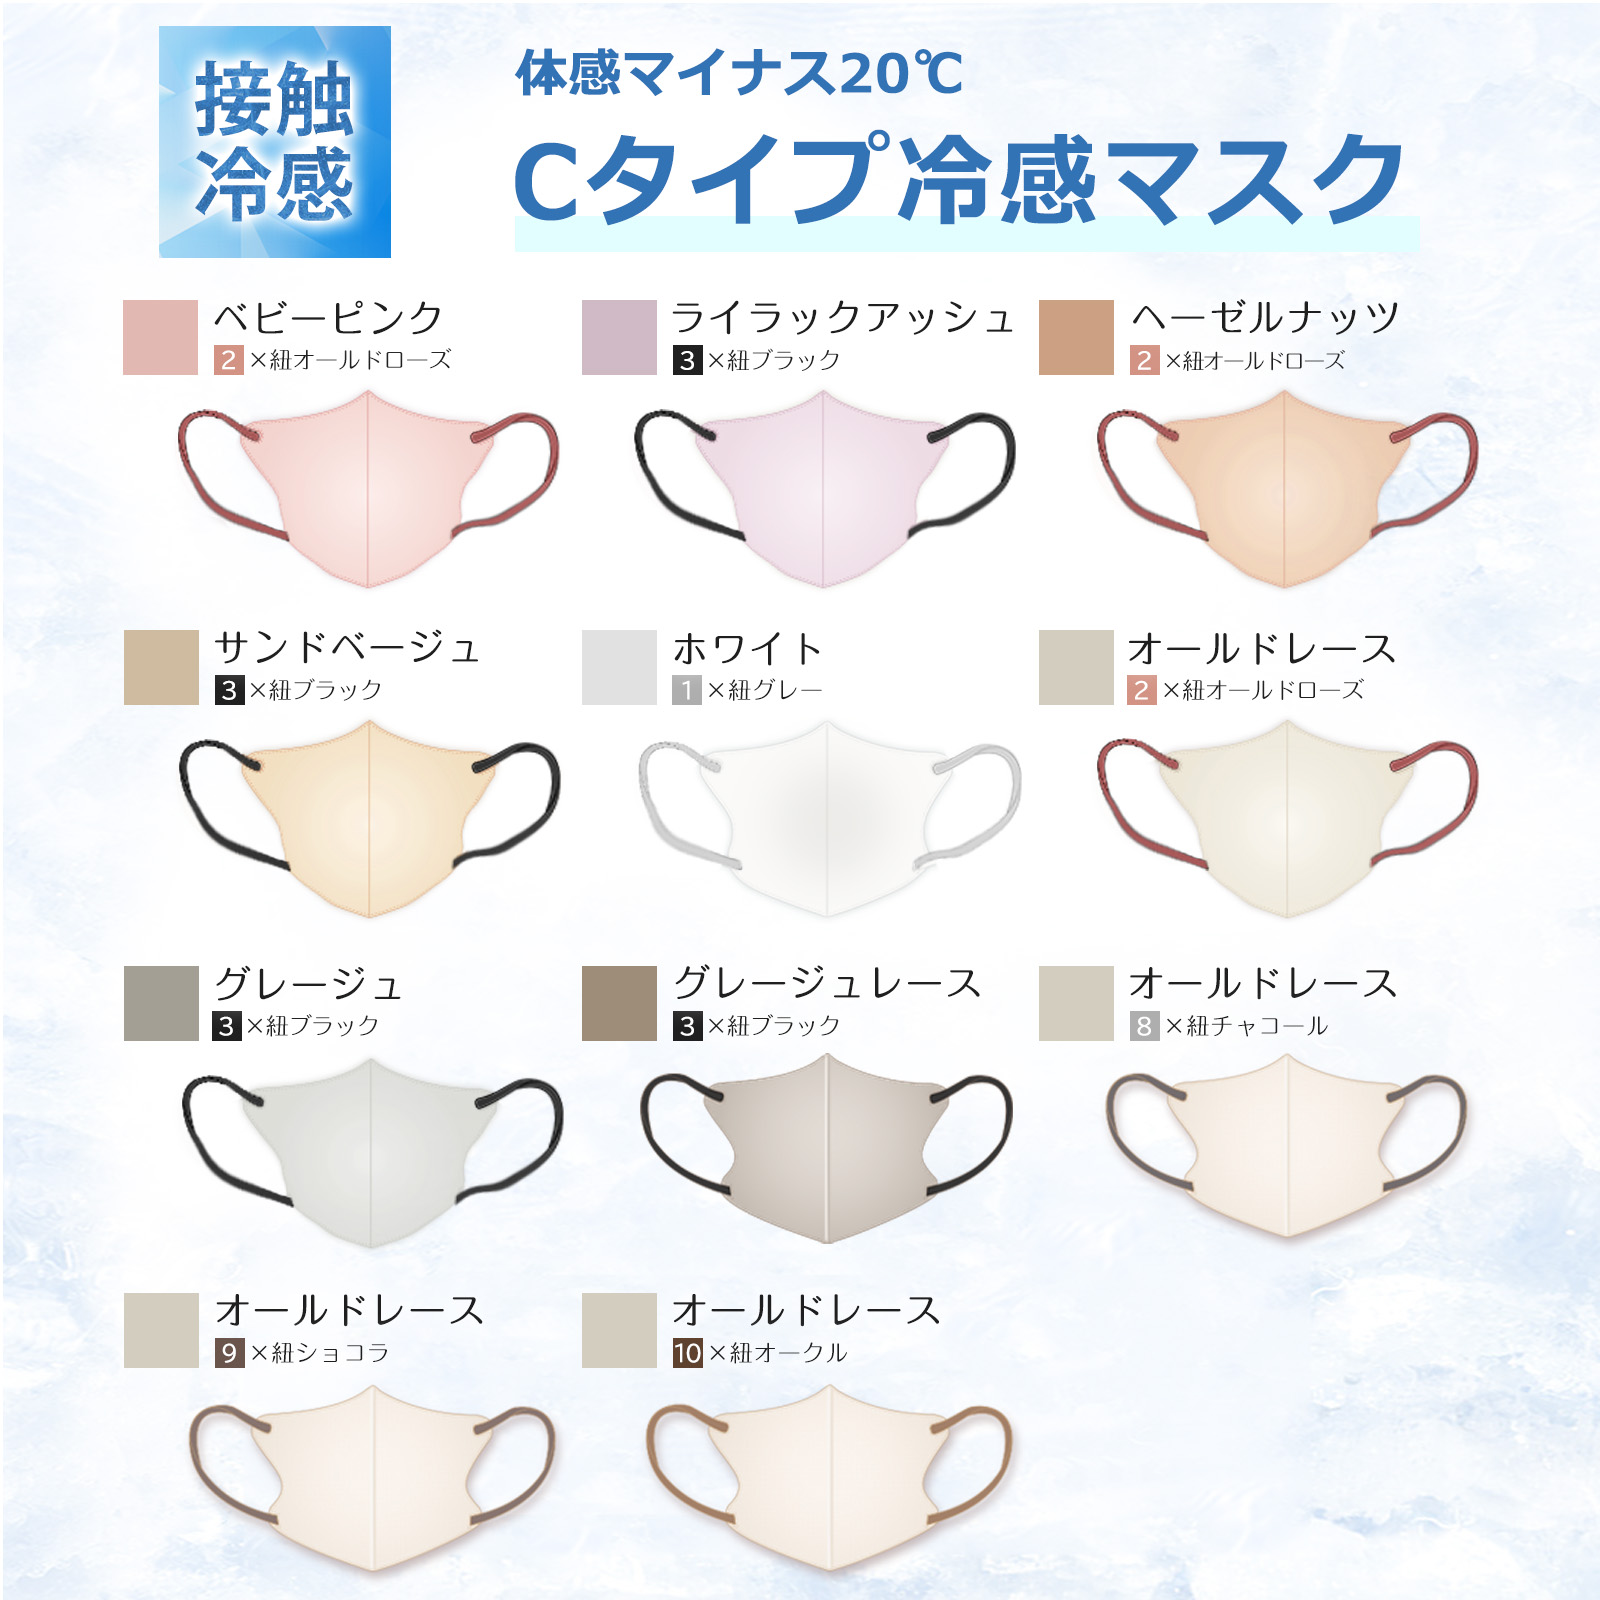 接触
冷感
体感マイナス20℃
Cタイプ冷感マスク
ベビーピンク
2 ×紐オールドローズ
ライラックアッシュ
3 ×紐ブラック
ヘーゼルナッツ
2 ×紐オールドローズ
サンドベージュ
3 ×紐ブラック
ホワイト
1 ×紐グレー
オールドレース
2 ×紐オールドローズ
グレージュ
3 ×紐ブラック
グレージュレース
3 ×紐ブラック
オールドレース
8 ×紐チャコール
オールドレース
9 ×紐ショコラ
オールドレース
10 ×紐オークル